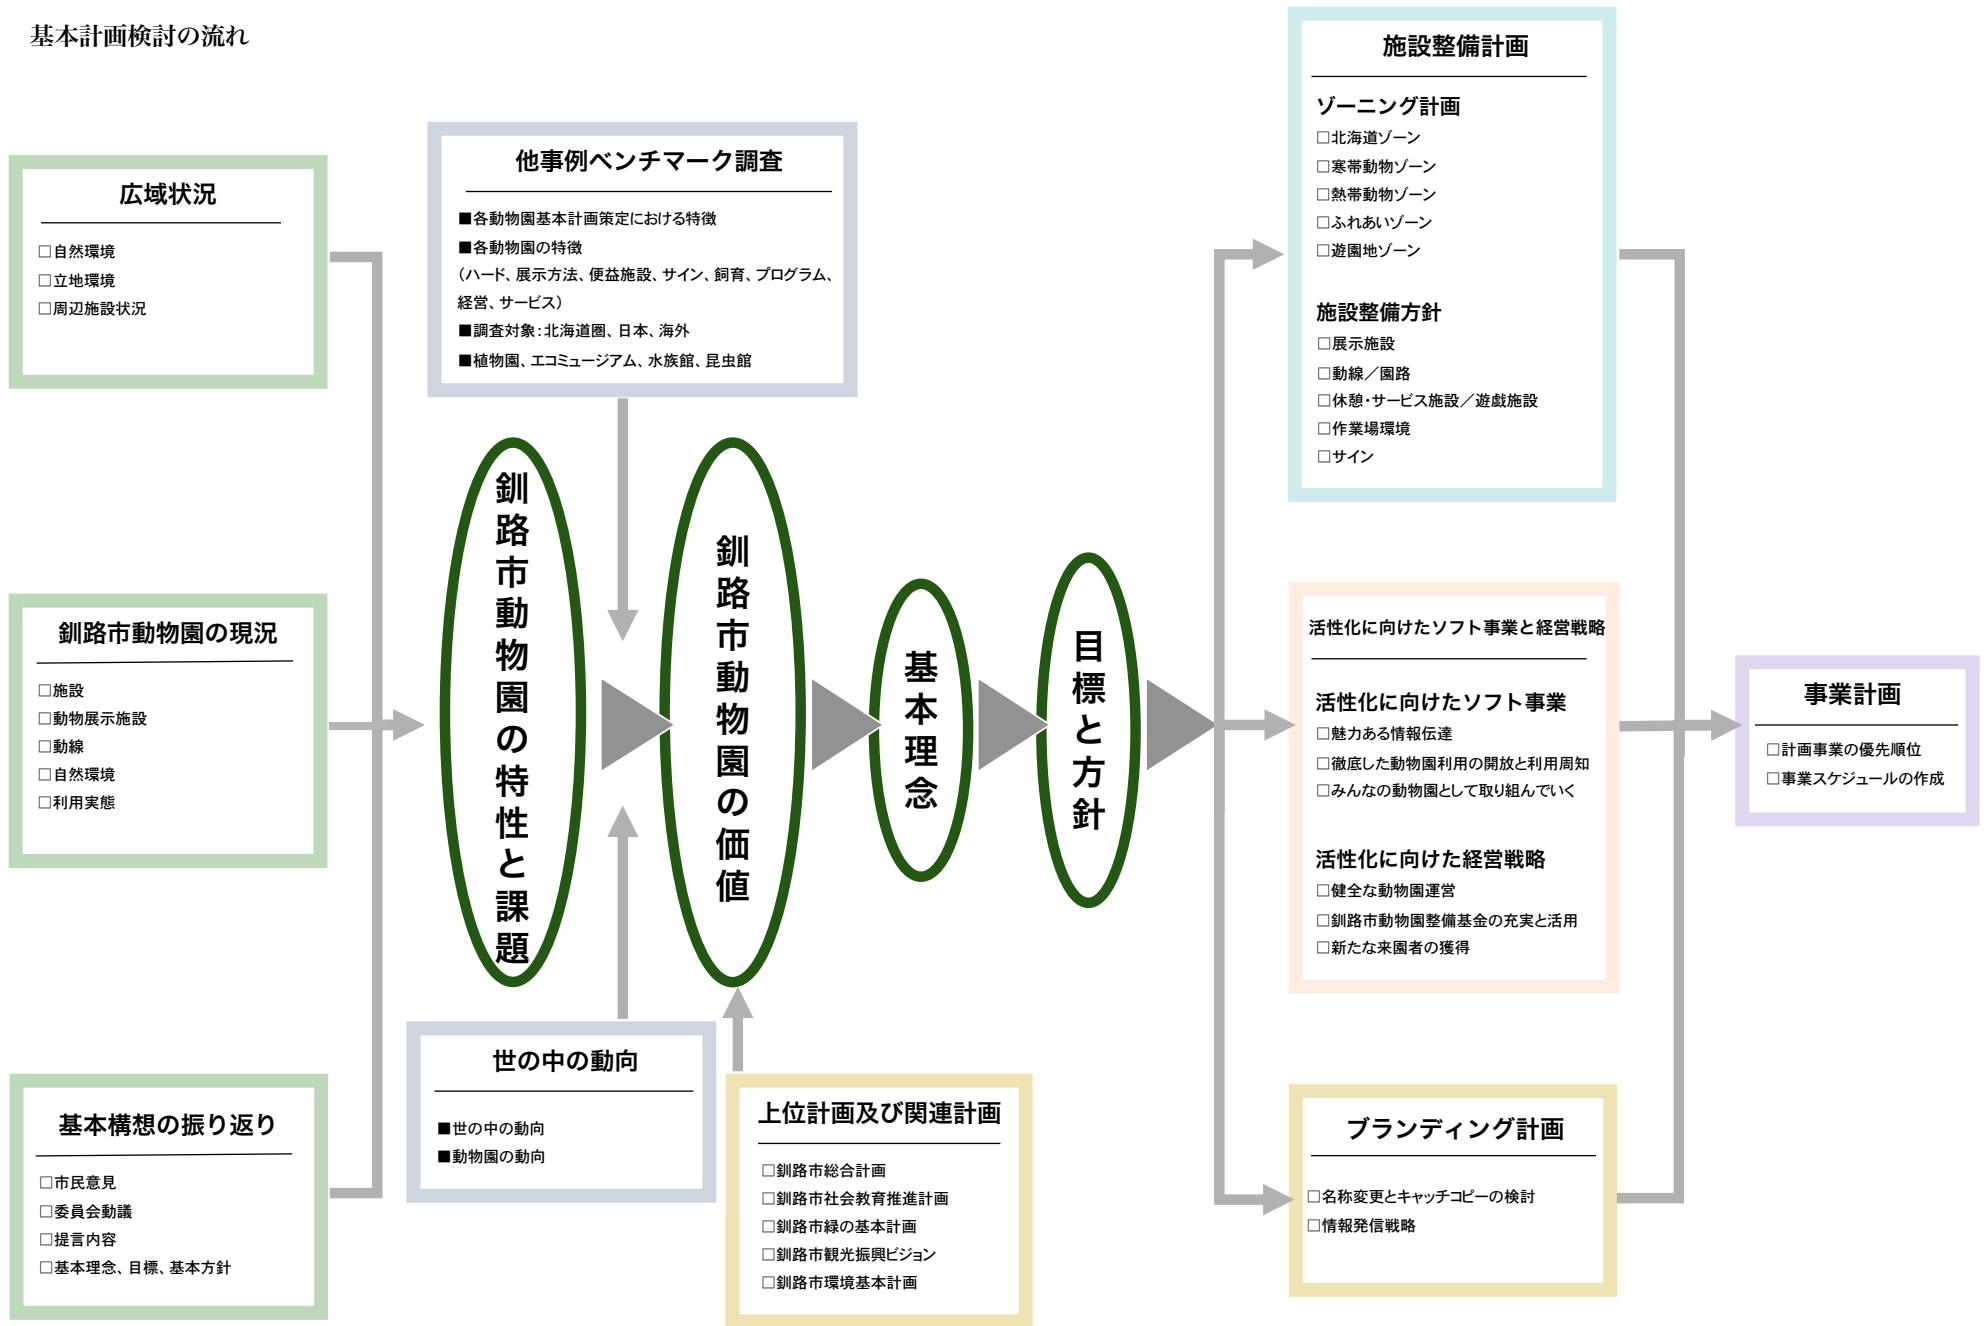 基本計画検討の流れ
広域状況
□自然環境
□立地環境
□周辺施設状況
釧路市動物園の現況
□施設
□動物展示施設
□動線
□自然環境
□利用実態
基本構想の振り返り
□市民意見
□委員会動議
□提言内容
□基本理念、目標、基本方針
他事例ベンチマーク調査
■各動物園基本計画策定における特徴
■各動物園の特徴
（ハード、展示方法、便益施設、サイン、飼育、プログラム、
経営、サービス）
■調査対象：北海道圏、日本、海外
■植物園、エコミュージアム、水族館、昆虫館
釧路市動物園の特性と課題
世の中の動向
■世の中の動向
■動物園の動向
釧路市動物園の価値
上位計画及び関連計画
□釧路市総合計画
□釧路市社会教育推進計画
□釧路市緑の基本計画
□釧路市観光振興ビジョン
□釧路市環境基本計画
基本理念
目標と方針
施設整備計画
ゾーニング計画
□北海道ゾーン
□寒帯動物ゾーン
□熱帯動物ゾーン
□ふれあいゾーン
□遊園地ゾーン
施設整備方針
□展示施設
□動線／園路
□休憩・サービス施設／遊戯施設
□作業場環境
□サイン
活性化に向けたソフト事業と経営戦略
活性化に向けたソフト事業
□魅力ある情報伝達
□徹底した動物園利用の開放と利用周知
□みんなの動物園として取り組んでいく
活性化に向けた経営戦略
□健全な動物園運営
□釧路市動物園整備基金の充実と活用
□新たな来園者の獲得
ブランディング計画
□名称変更とキャッチコピーの検討
□情報発信戦略
事業計画
□計画事業の優先順位
□事業スケジュールの作成